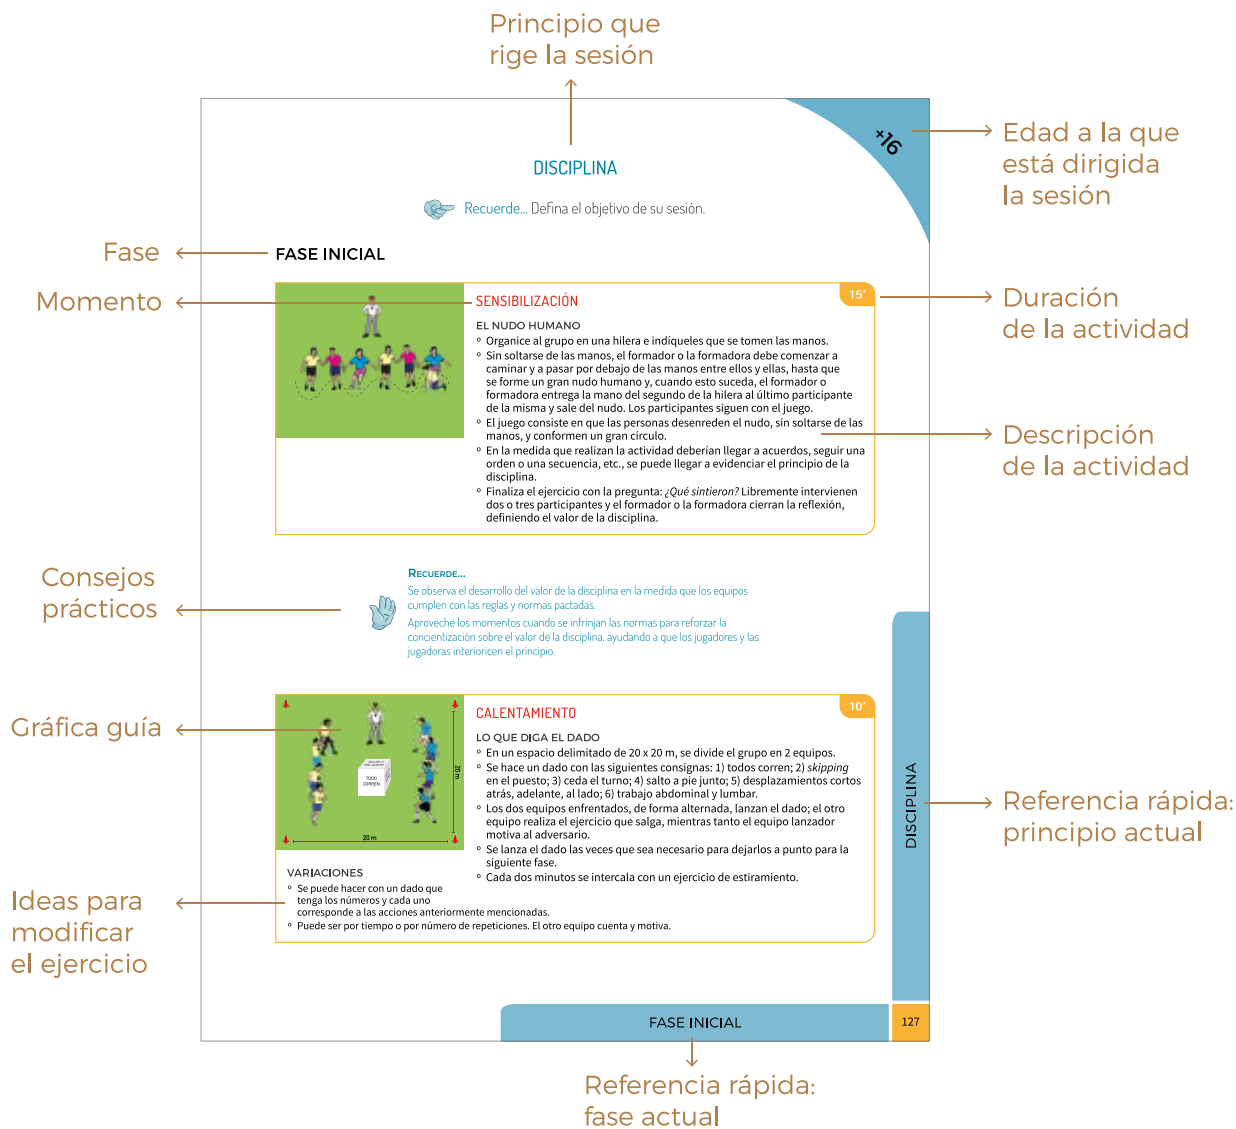 Principio que
rige la sesión
+16
Edad a la que
está dirigida
la sesión
DISCIPLINA
Recuerde... Defina el objetivo de su sesión.
Fase
FASE INICIAL
Momento
SENSIBILIZACIÓN
15'
Duración
de la actividad
EL NUDO HUMANO
º Organice al grupo en una hilera e indíqueles que se tomen las manos.
º Sin soltarse de las manos, el formador o la formadora debe comenzar a
caminar y a pasar por debajo de las manos entre ellos y ellas, hasta que
se forme un gran nudo humano y, cuando esto suceda, el formador o
formadora entrega la mano del segundo de la hilera al último participante
de la misma y sale del nudo. Los participantes siguen con el juego.
º El juego consiste en que las personas desenreden el nudo, sin soltarse de las
manos, y conformen un gran círculo.
º En la medida que realizan la actividad deberían llegar a acuerdos, seguir una
orden o una secuencia, etc., se puede llegar a evidenciar el principio de la
disciplina.
º Finaliza el ejercicio con la pregunta: ¿Qué sintieron? Libremente intervienen
dos o tres participantes y el formador o la formadora cierran la reflexión,
definiendo el valor de la disciplina.
Descripción
de la actividad
Consejos
prácticos
RECUERDE...
Se observa el desarrollo del valor de la disciplina en la medida que los equipos
cumplen con las reglas y normas pactadas.
Aproveche los momentos cuando se infrinjan las normas para reforzar la
concientización sobre el valor de la disciplina, ayudando a que los jugadores y las
jugadoras interioricen el principio.
Gráfica guía
TODO
CORREN
20 m
20 m
CALENTAMIENTO
10'
LO QUE DIGA EL DADO
º En un espacio delimitado de 20 x 20 m, se divide el grupo en 2 equipos.
º Se hace un dado con las siguientes consignas: 1) todos corren; 2) skipping
en el puesto; 3) ceda el turno; 4) salto a pie junto; 5) desplazamientos cortos
atrás, adelante, al lado; 6) trabajo abdominal y lumbar.
º Los dos equipos enfrentados, de forma alternada, lanzan el dado; el otro
equipo realiza el ejercicio que salga, mientras tanto el equipo lanzador
motiva al adversario.
º Se lanza el dado las veces que sea necesario para dejarlos a punto para la
siguiente fase.
º Cada dos minutos se intercala con un ejercicio de estiramiento.
VARIACIONES
º Se puede hacer con un dado que
tenga los números y cada uno
corresponde a las acciones anteriormente mencionadas.
º Puede ser por tiempo o por número de repeticiones. El otro equipo cuenta y motiva.
Ideas para
modificar
el ejercicio
DISCIPLINA
Referencia rápida:
principio actual
FASE INICIAL
127
Referencia rápida:
fase actual